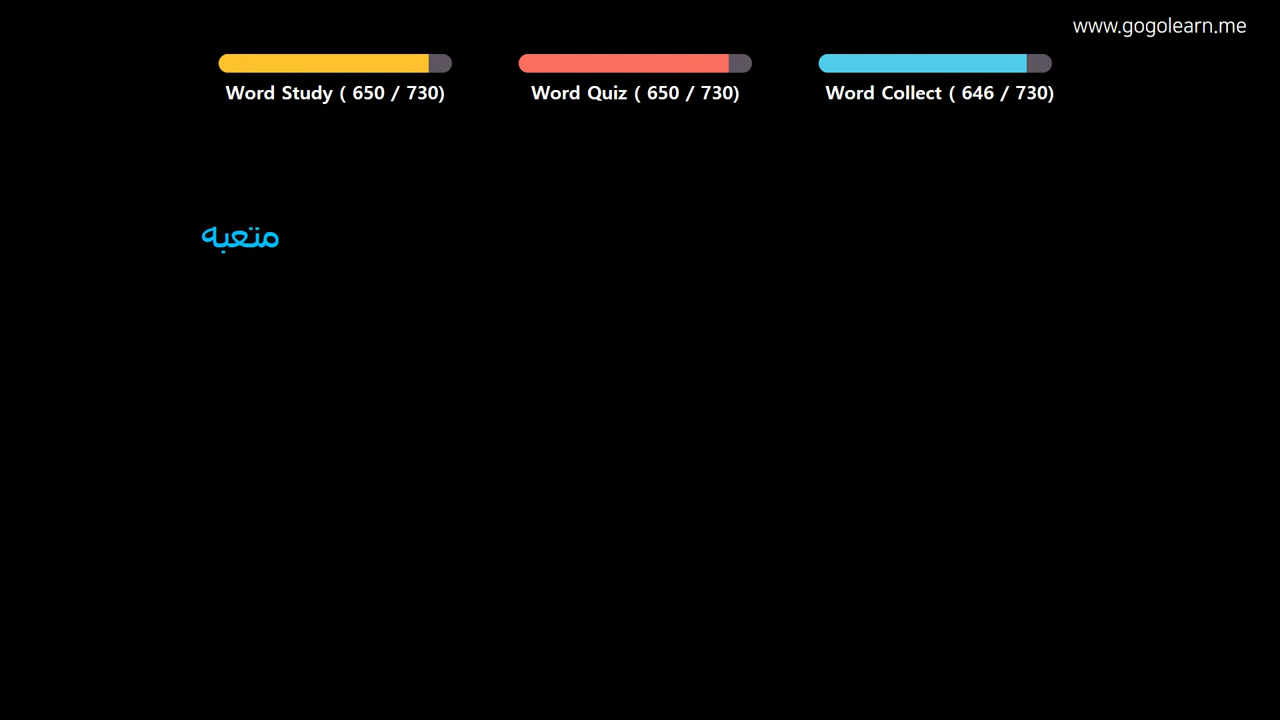 www.gogolearn.me
Word Study ( 650 / 730)
Word Quiz ( 650 / 730)
Word Collect ( 646 / 730)
متعبه